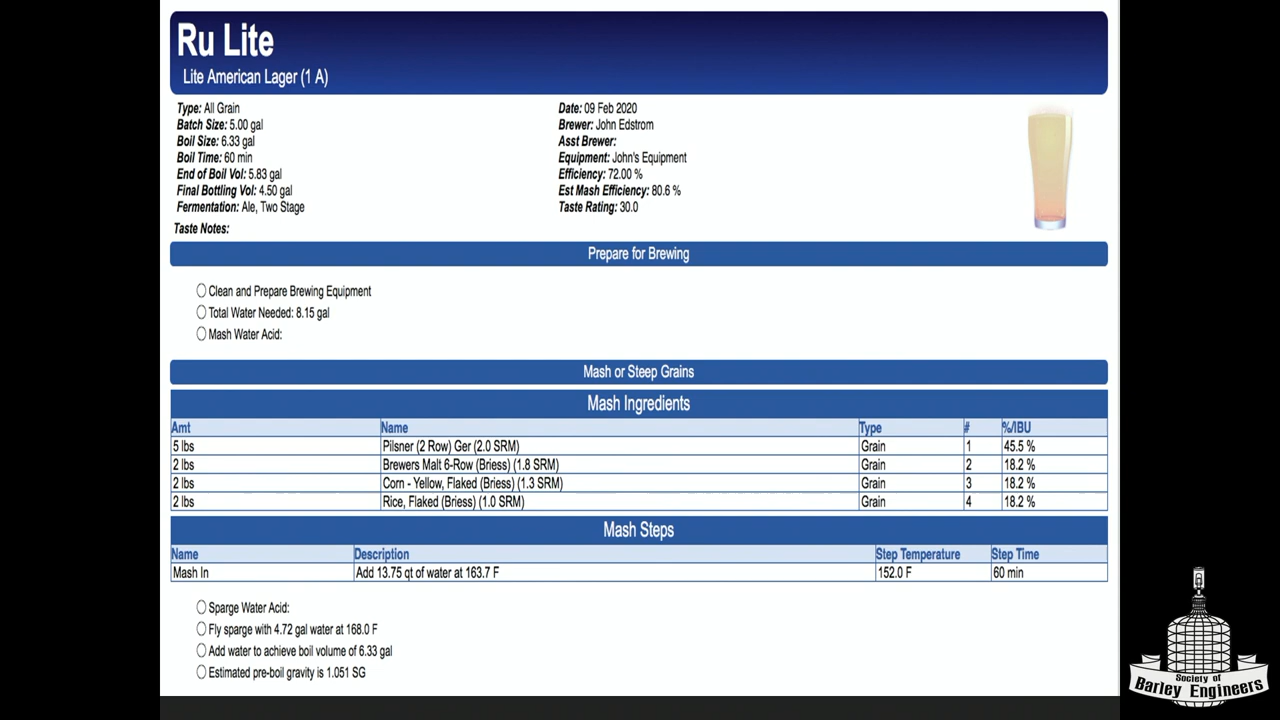 Ru Lite
Lite American Lager (1 A)
Type: All Grain
Batch Size: 5.00 gal
Boil Size: 6.33 gal
Boil Time: 60 min
End of Boil Vol: 5.83 gal
Final Bottling Vol: 4.50 gal
Fermentation: Ale, Two Stage
Taste Notes:
Date: 09 Feb 2020
Brewer: John Edstrom
Asst Brewer:
Equipment: John's Equipment
Efficiency: 72.00 %
Est Mash Efficiency: 80.6 %
Taste Rating: 30.0
Prepare for Brewing
Clean and Prepare Brewing Equipment
Total Water Needed: 8.15 gal
Mash Water Acid:
Mash or Steep Grains
Mash Ingredients
Amt Name Type # %/IBU
5 lbs Pilsner (2 Row) Ger (2.0 SRM) Grain 1 45.5 %
2 lbs Brewers Malt 6-Row (Briess) (1.8 SRM) Grain 2 18.2 %
2 lbs Corn - Yellow, Flaked (Briess) (1.3 SRM) Grain 3 18.2 %
2 lbs Rice, Flaked (Briess) (1.0 SRM) Grain 4 18.2 %
Mash Steps
Name Description Step Temperature Step Time
Mash In Add 13.75 qt of water at 163.7 F 152.0 F 60 min
Sparge Water Acid:
Fly sparge with 4.72 gal water at 168.0 F
Add water to achieve boil volume of 6.33 gal
Estimated pre-boil gravity is 1.051 SG
Society of
Barley Engineers